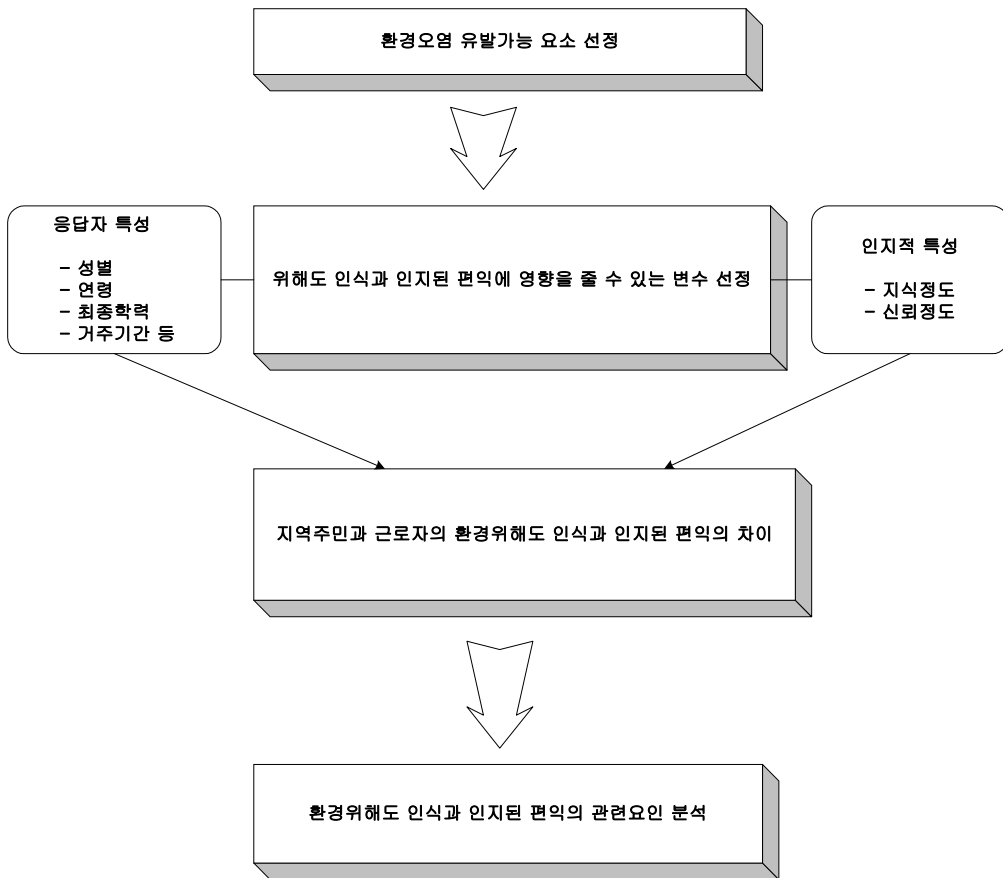 환경오염 유발가능 요소 선정
응답자 특성
– 성별
– 연령
– 최종학력
– 거주기간 등
위해도 인식과 인지된 편익에 영향을 줄 수 있는 변수 선정
인지적 특성
– 지식정도
– 신뢰정도
지역주민과 근로자의 환경위해도 인식과 인지된 편익의 차이
환경위해도 인식과 인지된 편익의 관련요인 분석